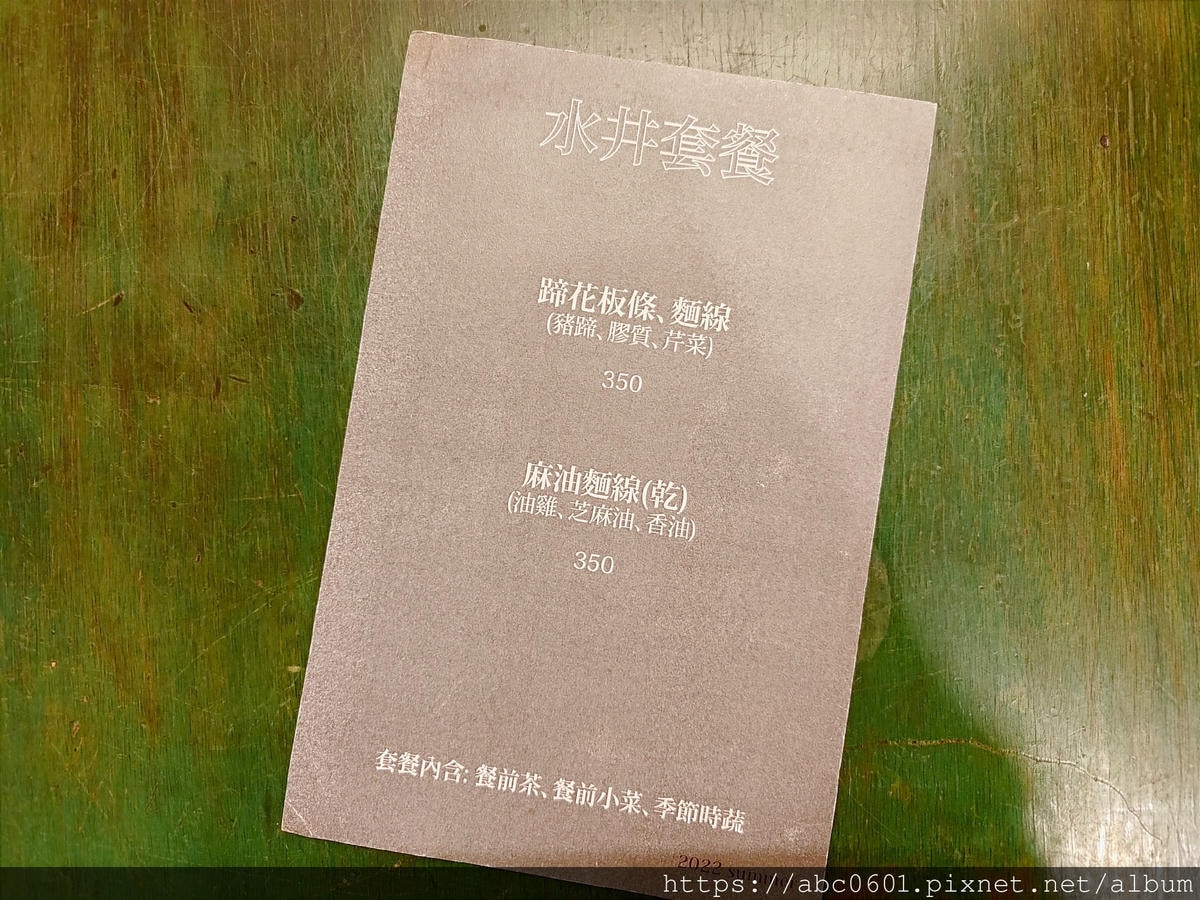 水井套餐
蹄花板條、麵線
(豬蹄、膠質、芹菜)
350
麻油麵線(乾)
(油雞、芝麻油、香油)
350
套餐內含; 餐前茶、餐前小菜、季節時蔬
2022 summer
https://abc0601.pixnet.net/album